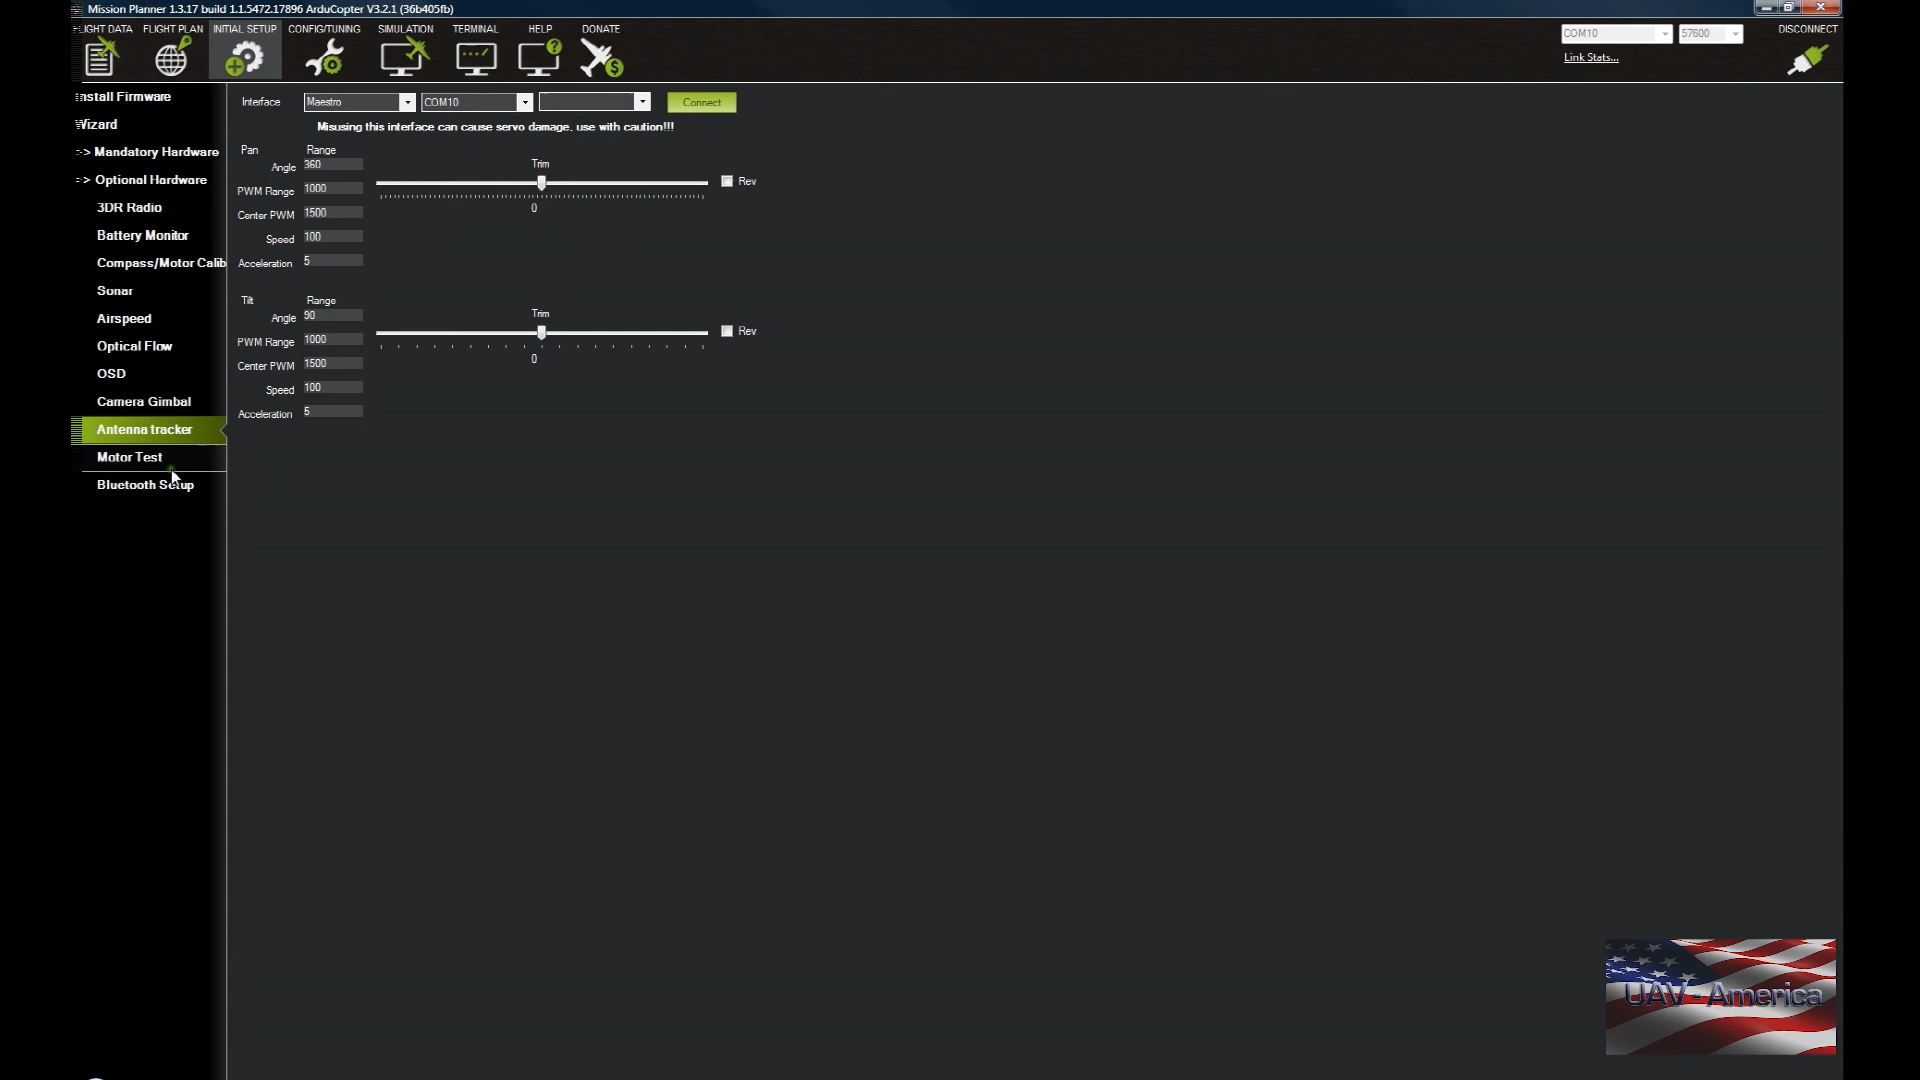 Mission Planner 1.3.17 build 1.1.5472.17896 ArduCopter V3.2.1 (36b405fb)
FLIGHT DATA FLIGHT PLAN INITIAL SETUP CONFIG/TUNING SIMULATION TERMINAL HELP DONATE COM10 57600 DISCONNECT
Link Stats...
Install Firmware
Wizard
>> Mandatory Hardware
>> Optional Hardware
3DR Radio
Battery Monitor
Compass/Motor Calib
Sonar
Airspeed
Optical Flow
OSD
Camera Gimbal
Antenna tracker
Motor Test
Bluetooth Setup
Interface Maestro COM10 Connect
Misusing this interface can cause servo damage, use with caution!!!
Pan Range
Angle 360 Trim
PWM Range 1000 Rev
Center PWM 1500 0
Speed 100
Acceleration 5
Tilt Range
Angle 90 Trim
PWM Range 1000 Rev
Center PWM 1500 0
Speed 100
Acceleration 5
UAV - America